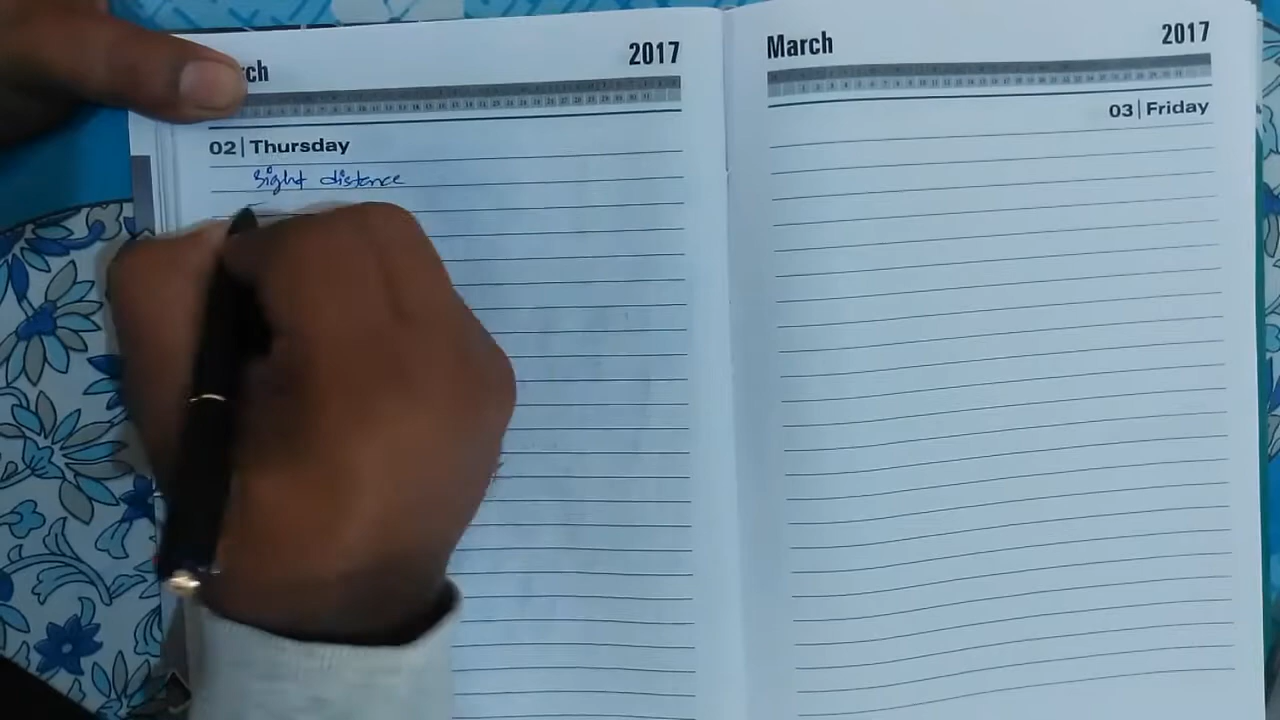 rch 2017
02 | Thursday
Sight distance
March 2017
03 | Friday